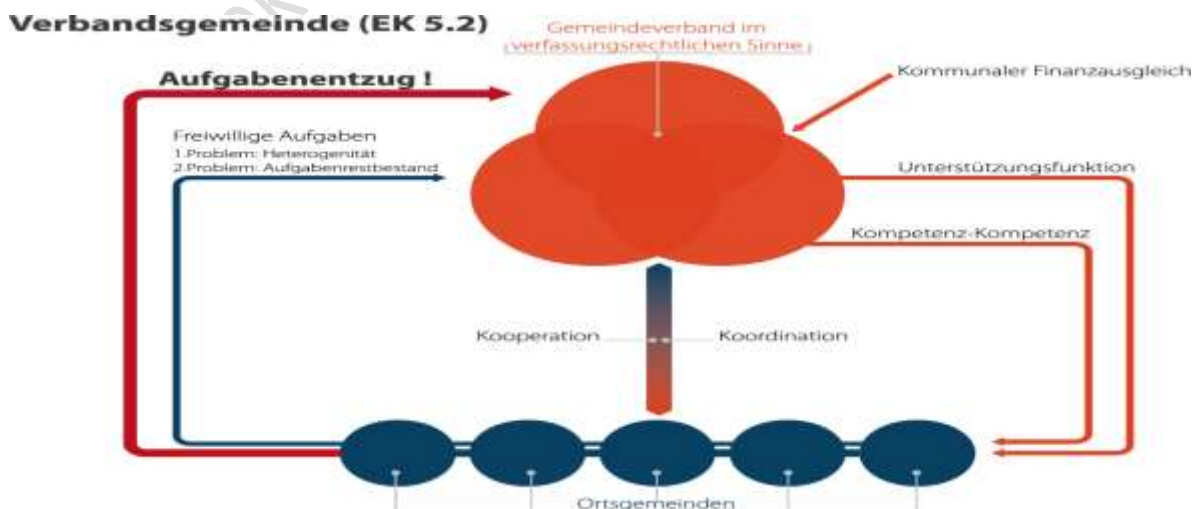 Verbandsgemeinde (EK 5.2)
Gemeindeverband im
verfassungsrechtlichen Sinne
Aufgabenentzug !
Kommunaler Finanzausgleich
Freiwillige Aufgaben
1.Problem: Heterogenität
2.Problem: Aufgabenrestbestand
Unterstützungsfunktion
Kompetenz-Kompetenz
Kooperation
Koordination
Ortsgemeinden